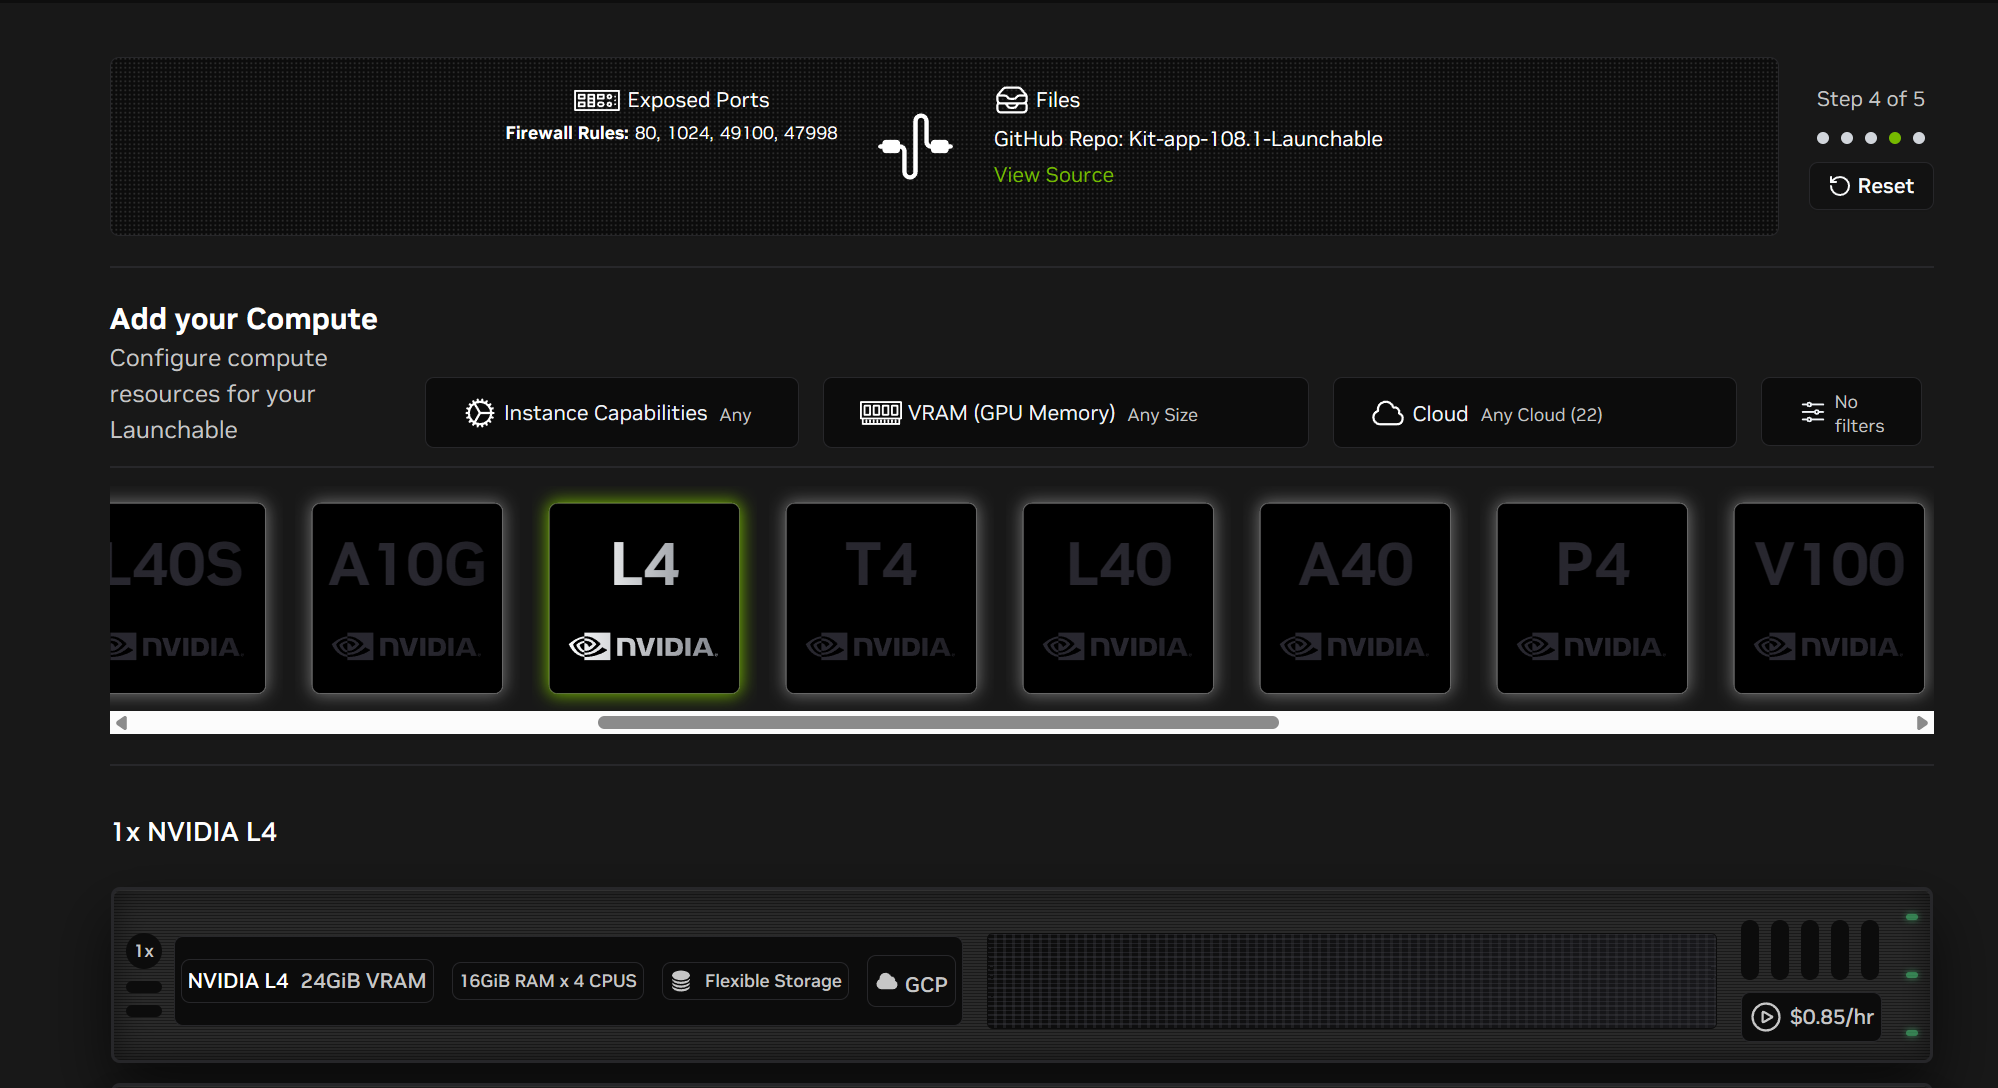 Exposed Ports
Firewall Rules: 80, 1024, 49100, 47998
Files
GitHub Repo: Kit-app-108.1-Launchable
View Source
Step 4 of 5
Reset
Add your Compute
Configure compute
resources for your
Launchable
Instance Capabilities Any
VRAM (GPU Memory) Any Size
Cloud Any Cloud (22)
No
filters
L40S
NVIDIA.
A10G
NVIDIA.
L4
NVIDIA.
T4
NVIDIA.
L40
NVIDIA.
A40
NVIDIA.
P4
NVIDIA.
V100
NVIDIA.
1x NVIDIA L4
1x
NVIDIA L4 24GiB VRAM
16GiB RAM x 4 CPUS
Flexible Storage
GCP
$0.85/hr